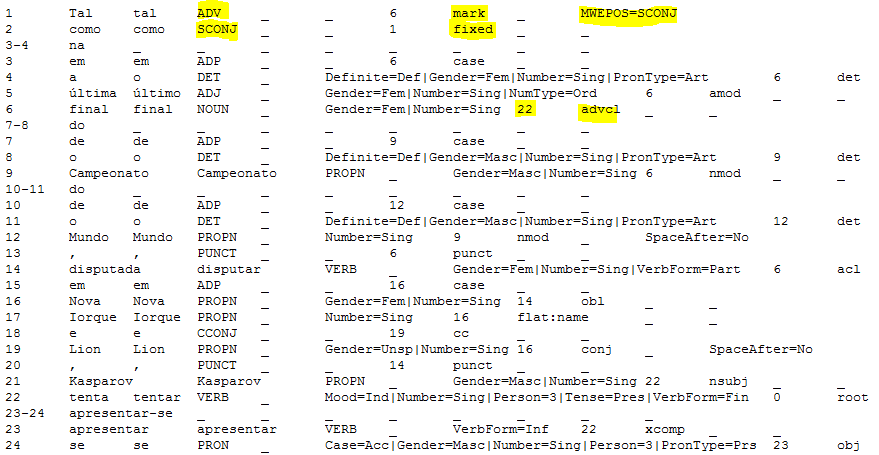 1 Tal tal ADV _ _ 6 mark _ MWEPOS=SCONJ
2 como como SCONJ _ _ 1 fixed _ _
3-4 na _ _ _ _ _ _ _ _
3 em em ADP _ _ 6 case _ _
4 a o DET _ Definite=Def|Gender=Fem|Number=Sing|PronType=Art 6 det
5 última último ADJ _ Gender=Fem|Number=Sing|NumType=Ord 6 amod _ _
6 final final NOUN _ Gender=Fem|Number=Sing 22 advcl _ _
7-8 do _ _ _ _ _ _ _ _
7 de de ADP _ _ 9 case _ _
8 o o DET _ Definite=Def|Gender=Masc|Number=Sing|PronType=Art 9 det
9 Campeonato Campeonato PROPN _ Gender=Masc|Number=Sing 6 nmod _ _
10-11 do _ _ _ _ _ _ _ _
10 de de ADP _ _ 12 case _ _
11 o o DET _ Definite=Def|Gender=Masc|Number=Sing|PronType=Art 12 det
12 Mundo Mundo PROPN _ Number=Sing 9 nmod _ SpaceAfter=No
13 , , PUNCT _ _ 6 punct _ _
14 disputada disputar VERB _ Gender=Fem|Number=Sing|VerbForm=Part 6 acl
15 em em ADP _ _ 16 case _ _
16 Nova Nova PROPN _ Gender=Fem|Number=Sing 14 obl _ _
17 Iorque Iorque PROPN _ Number=Sing 16 flat:name _ _
18 e e CCONJ _ _ 19 cc _ _
19 Lion Lion PROPN _ Gender=Unsp|Number=Sing 16 conj _ SpaceAfter=No
20 , , PUNCT _ _ 14 punct _ _
21 Kasparov Kasparov PROPN _ Gender=Masc|Number=Sing 22 nsubj _ _
22 tenta tentar VERB _ Mood=Ind|Number=Sing|Person=3|Tense=Pres|VerbForm=Fin 0 root
23-24 apresentar-se _ _ _ _ _ _ _ _
23 apresentar apresentar VERB _ VerbForm=Inf 22 xcomp _ _
24 se se PRON _ Case=Acc|Gender=Masc|Number=Sing|Person=3|PronType=Prs 23 obj